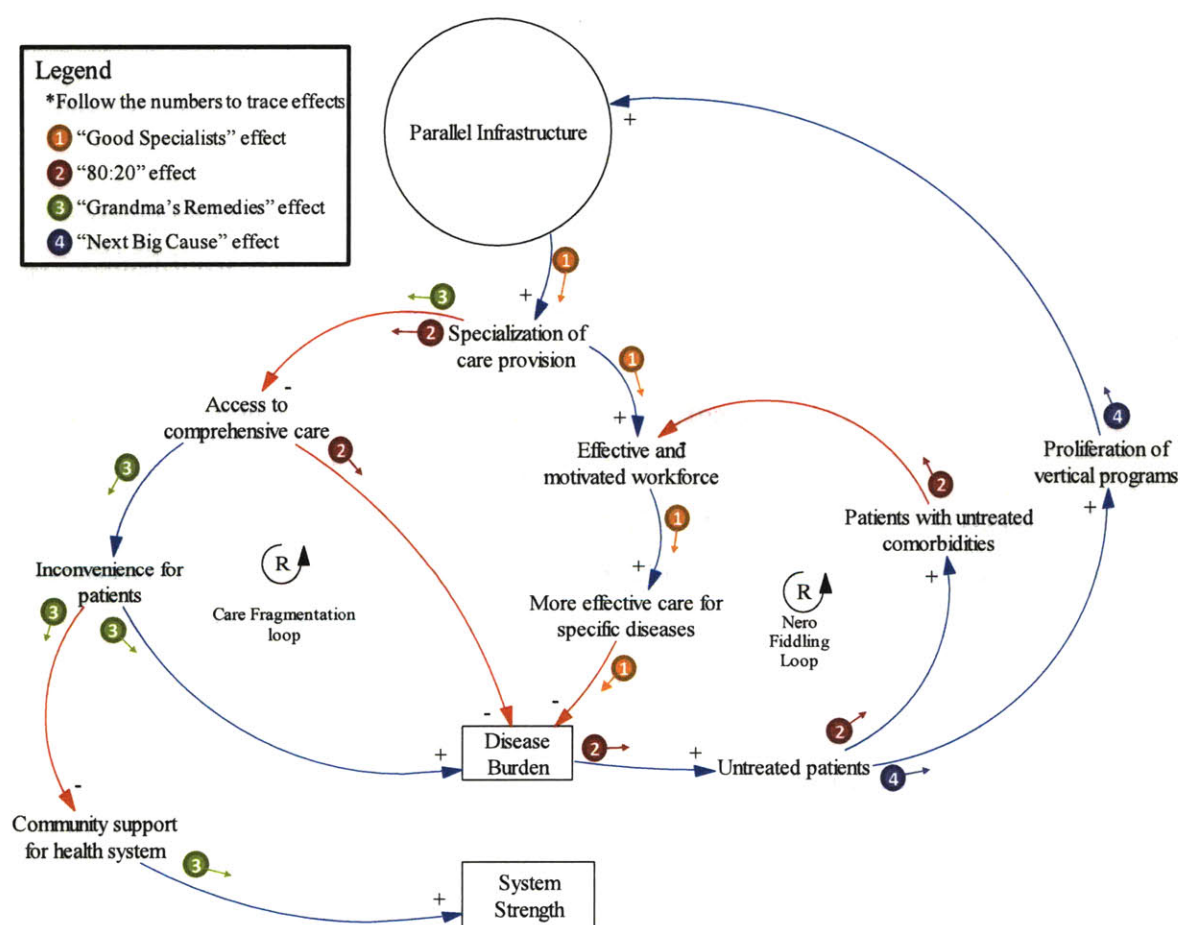 Legend
*Follow the numbers to trace effects
1 "Good Specialists" effect
2 "80:20" effect
3 "Grandma's Remedies" effect
4 "Next Big Cause" effect
Parallel Infrastructure
+
1
+
3
2
Specialization of
care provision
1
-
Access to
comprehensive care
2
3
+
Effective and
motivated workforce
4
Proliferation of
vertical programs
+
2
Patients with untreated
comorbidities
+
1
+
Inconvenience for
patients
R
Care Fragmentation
loop
More effective care for
specific diseases
R
Nero
Fiddling
Loop
3
3
1
-
-
+
Disease
Burden
2
+
Untreated patients
2
4
-
Community support
for health system
3
+
System
Strength